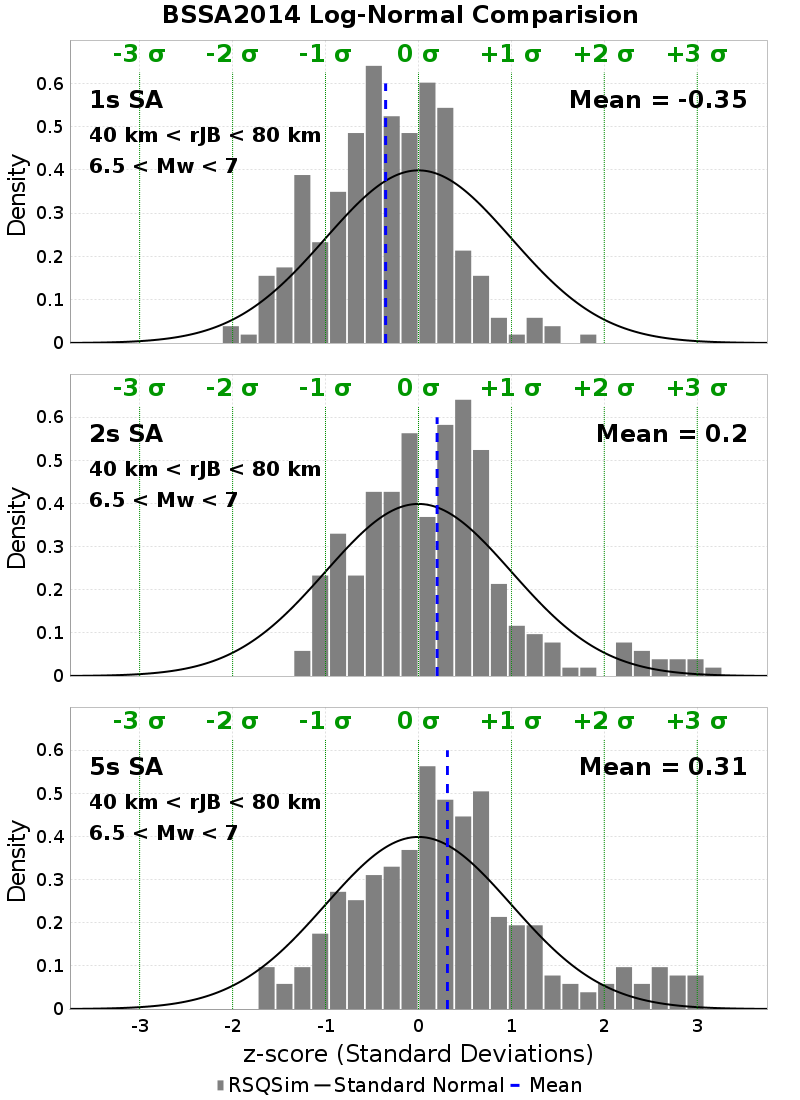 BSSA2014 Log-Normal Comparision
-3 σ -2 σ -1 σ 0 σ +1 σ +2 σ +3 σ
1s SA
Mean = -0.35
40 km < rJB < 80 km
6.5 < Mw < 7
Density
0.6
0.5
0.4
0.3
0.2
0.1
0
-3 σ -2 σ -1 σ 0 σ +1 σ +2 σ +3 σ
2s SA
Mean = 0.2
40 km < rJB < 80 km
6.5 < Mw < 7
Density
0.6
0.5
0.4
0.3
0.2
0.1
0
-3 σ -2 σ -1 σ 0 σ +1 σ +2 σ +3 σ
5s SA
Mean = 0.31
40 km < rJB < 80 km
6.5 < Mw < 7
Density
0.6
0.5
0.4
0.3
0.2
0.1
0
-3 -2 -1 0 1 2 3
z-score (Standard Deviations)
RSQSim Standard Normal Mean